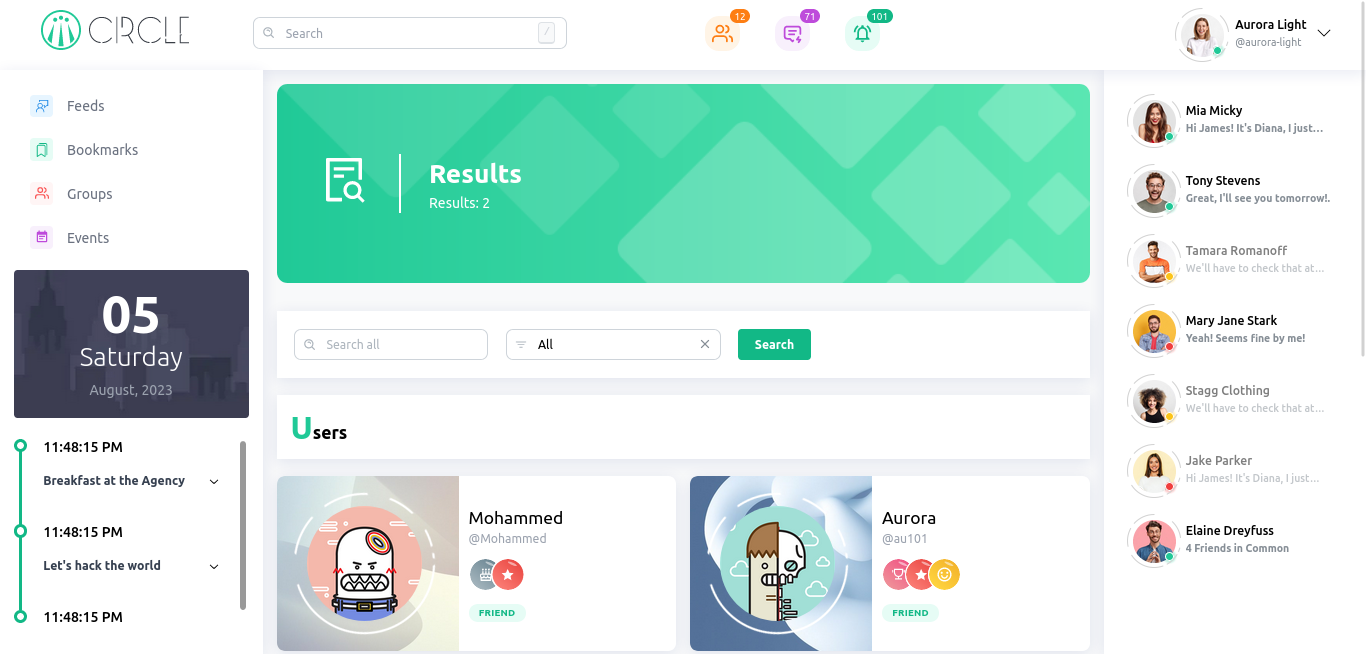 CIRCLE
Search
/
12
71
101
Aurora Light
@aurora-light
Feeds
Bookmarks
Groups
Events
05
Saturday
August, 2023
11:48:15 PM
Breakfast at the Agency
11:48:15 PM
Let's hack the world
11:48:15 PM
Results
Results: 2
Search all
All
Search
Users
Mohammed
@Mohammed
FRIEND
Aurora
@au101
FRIEND
Mia Micky
Hi James! It's Diana, I just...
Tony Stevens
Great, I'll see you tomorrow!.
Tamara Romanoff
We'll have to check that at...
Mary Jane Stark
Yeah! Seems fine by me!
Stagg Clothing
We'll have to check that at...
Jake Parker
Hi James! It's Diana, I just...
Elaine Dreyfuss
4 Friends in Common